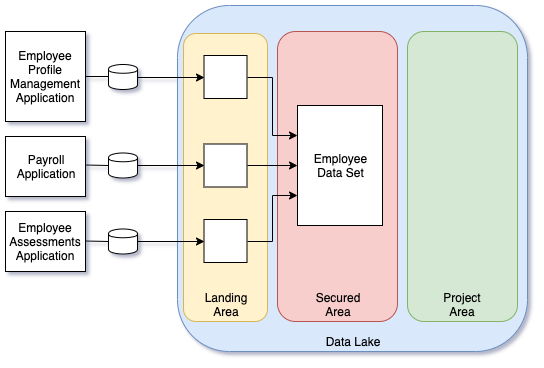 Employee
Profile
Management
Application
Payroll
Application
Employee
Assessments
Application
Employee
Data Set
Landing
Area
Secured
Area
Project
Area
Data Lake